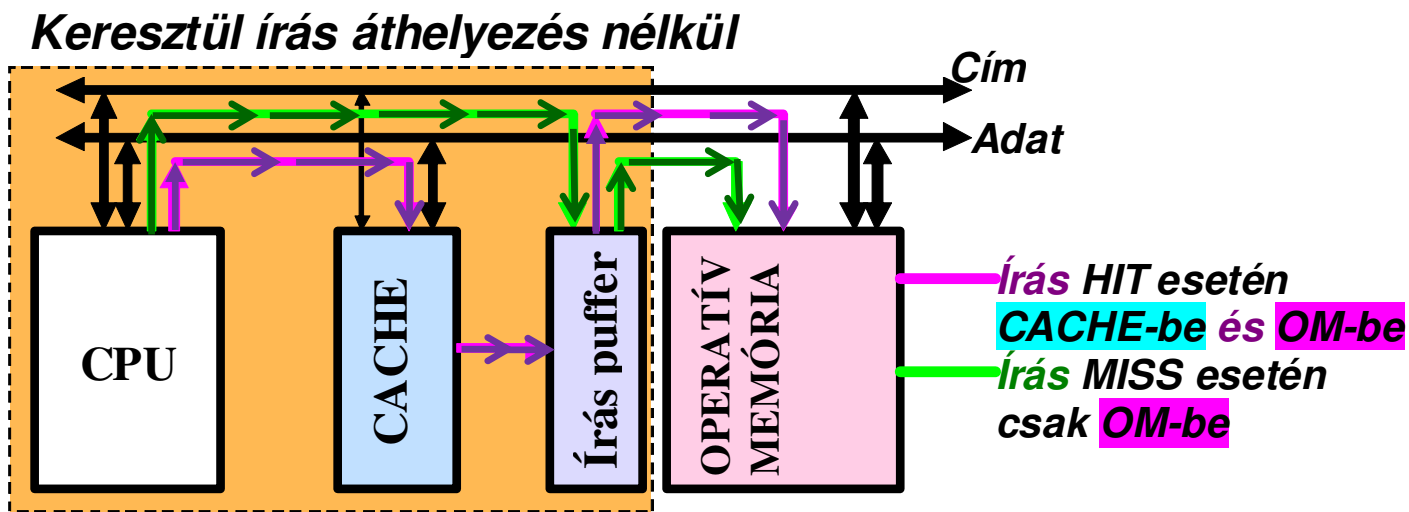 Keresztül írás áthelyezés nélkül
Cím
Adat
CPU
CACHE
Írás puffer
OPERATÍV
MEMÓRIA
Írás HIT esetén
CACHE-be és OM-be
Írás MISS esetén
csak OM-be